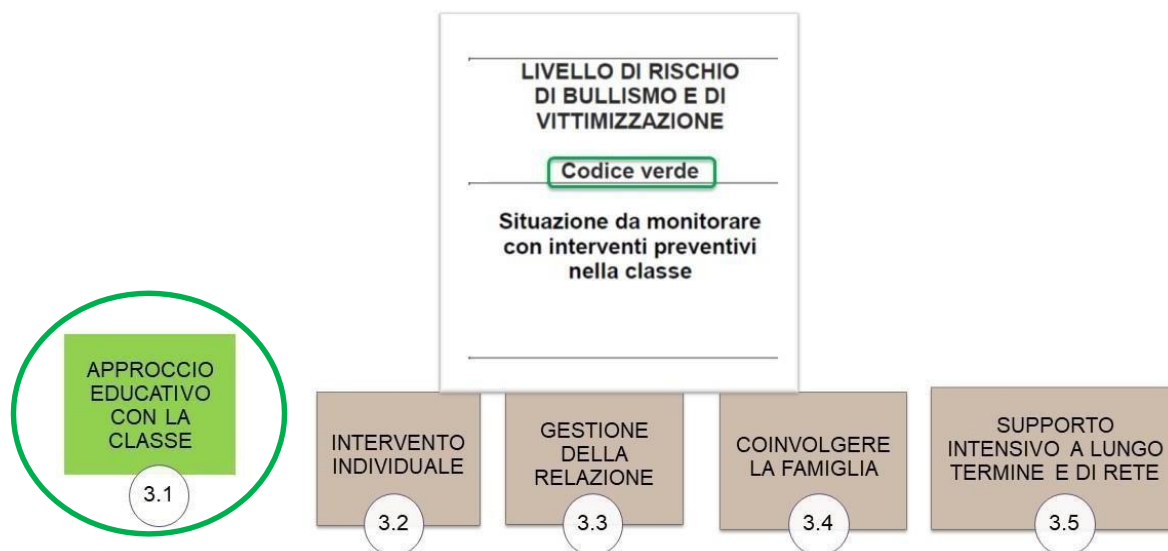 LIVELLO DI RISCHIO
DI BULLISMO E DI
VITTIMIZZAZIONE
Codice verde
Situazione da monitorare
con interventi preventivi
nella classe
APPROCCIO
EDUCATIVO
CON LA
CLASSE
3.1
INTERVENTO
INDIVIDUALE
3.2
GESTIONE
DELLA
RELAZIONE
3.3
COINVOLGERE
LA FAMIGLIA
3.4
SUPPORTO
INTENSIVO A LUNGO
TERMINE E DI RETE
3.5